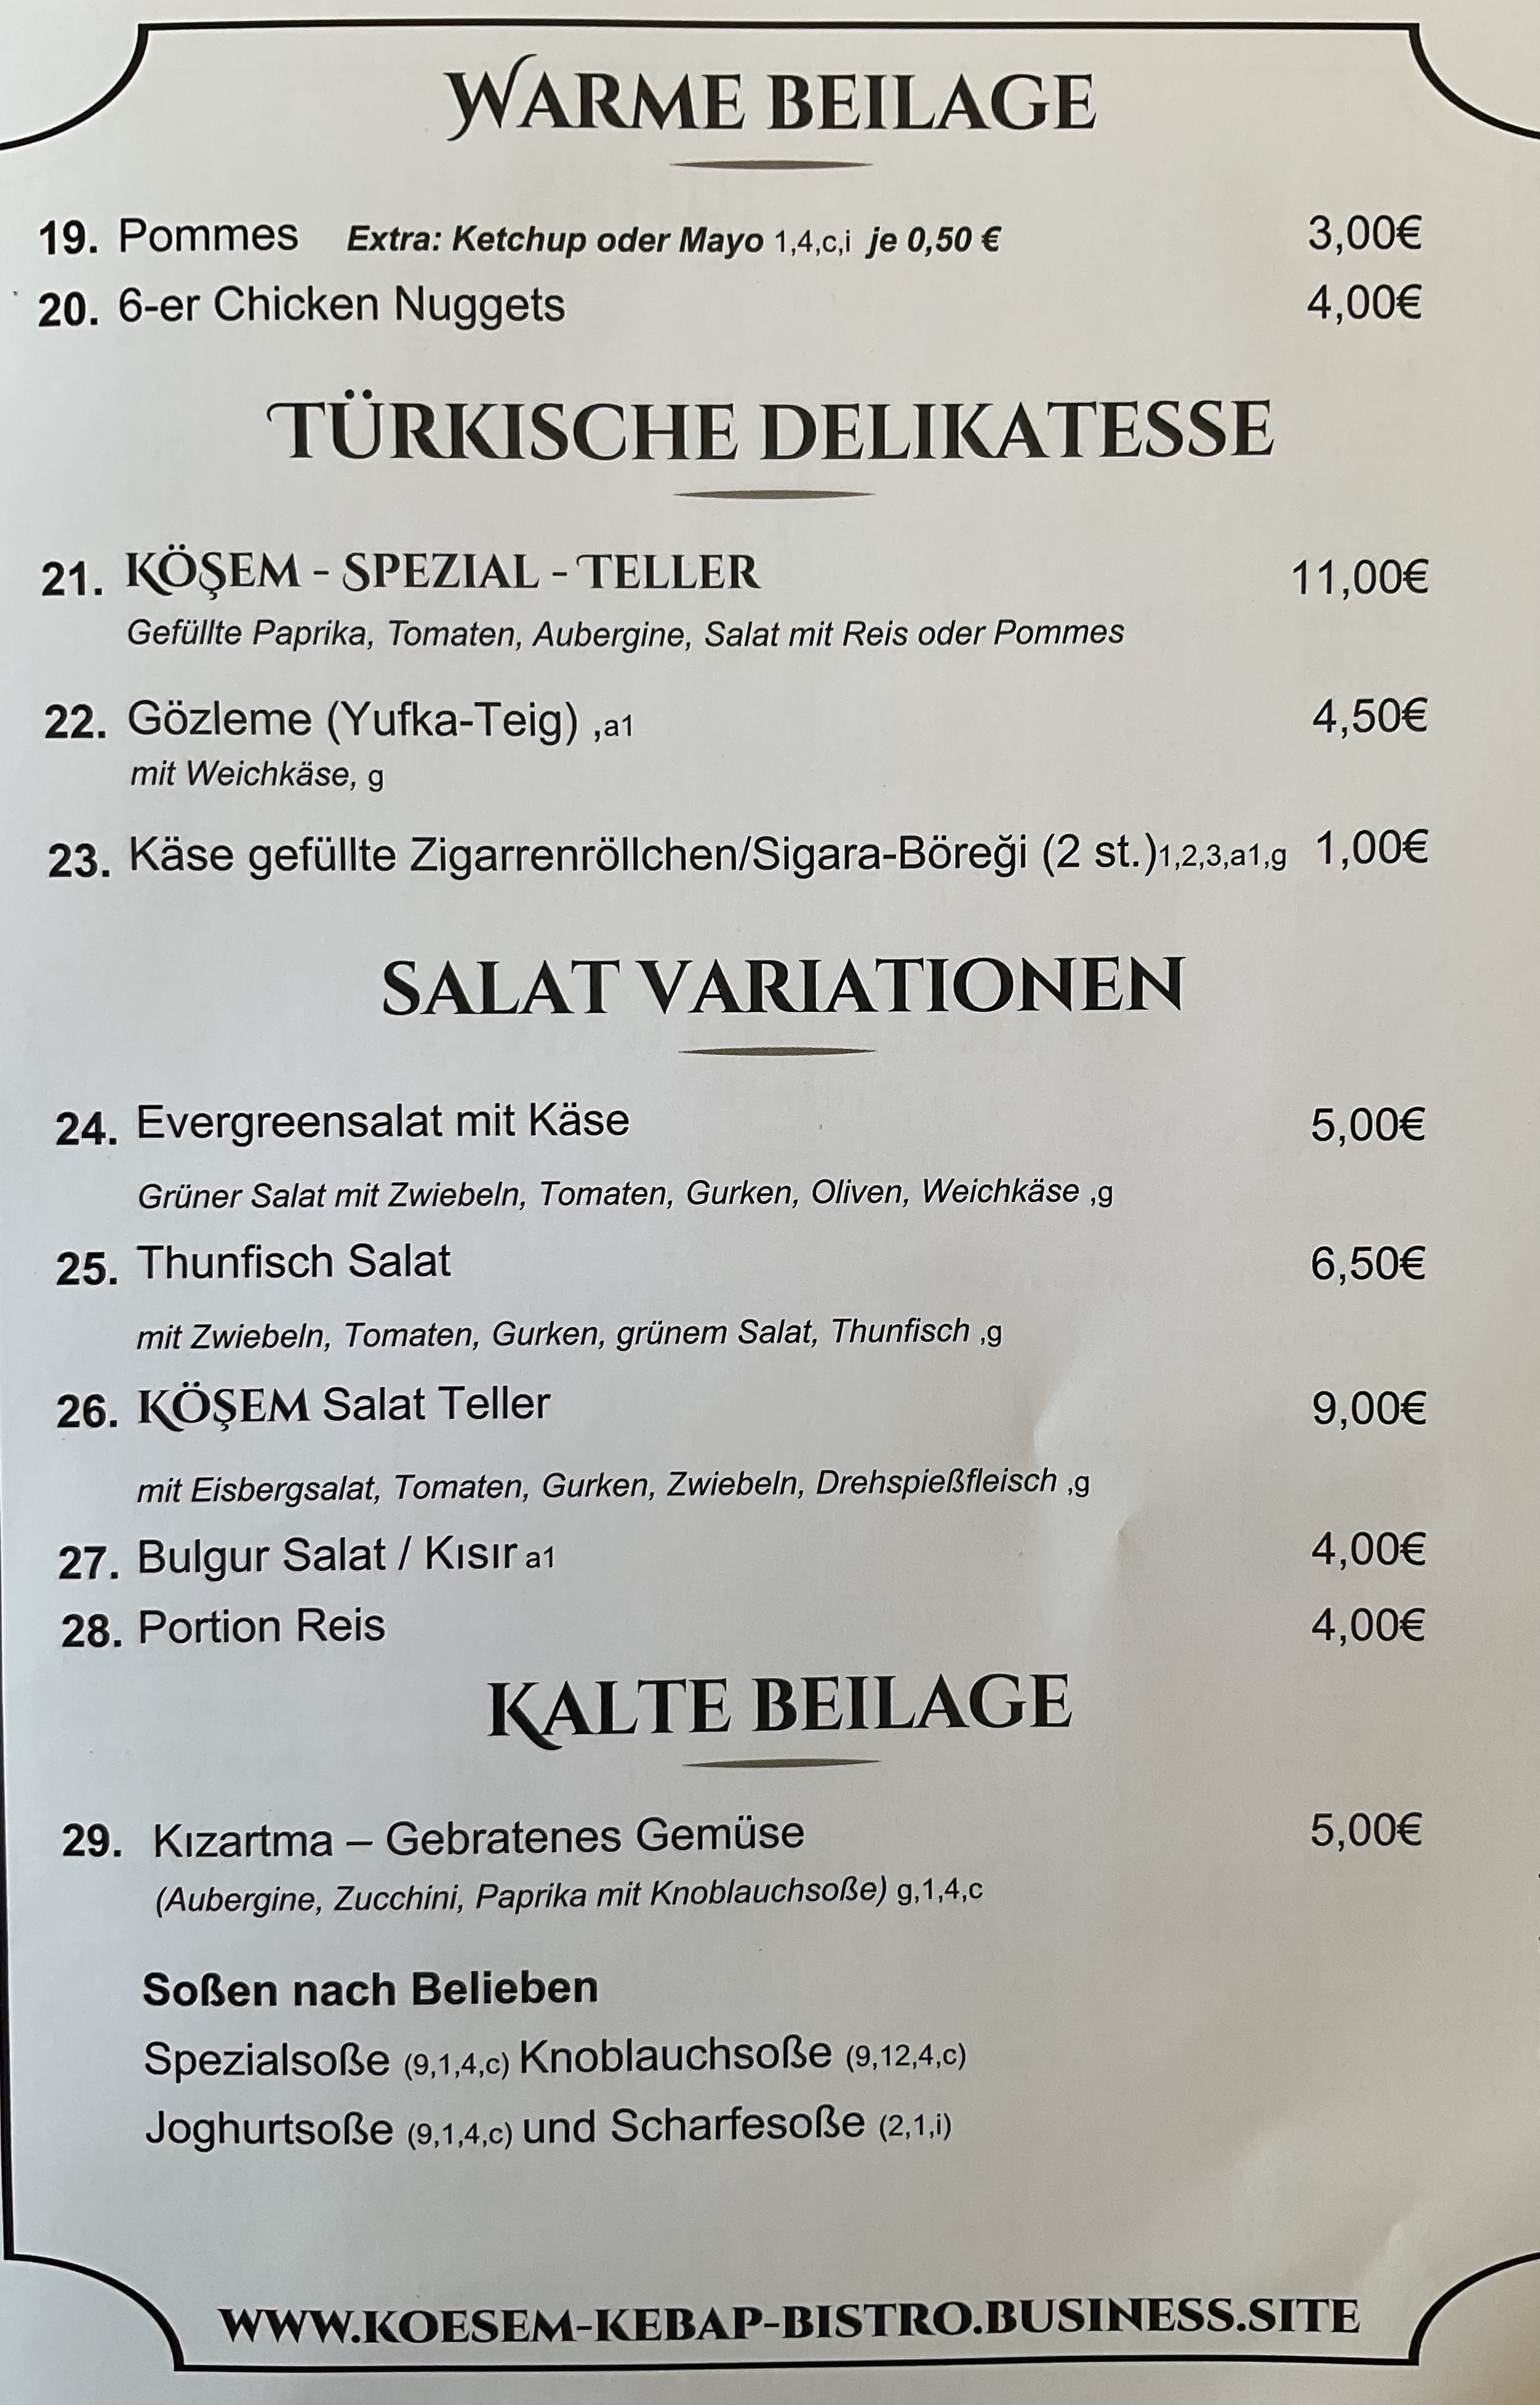 WARME BEILAGE
19. Pommes Extra: Ketchup oder Mayo 1,4,c,i je 0,50 € 3,00€
20. 6-er Chicken Nuggets 4,00€
TÜRKISCHE DELIKATESSE
21. KÖŞEM - SPEZIAL - TELLER 11,00€
Gefüllte Paprika, Tomaten, Aubergine, Salat mit Reis oder Pommes
22. Gözleme (Yufka-Teig) ,a1 4,50€
mit Weichkäse, g
23. Käse gefüllte Zigarrenröllchen/Sigara-Böreği (2 st.)1,2,3,a1,g 1,00€
SALAT VARIATIONEN
24. Evergreensalat mit Käse 5,00€
Grüner Salat mit Zwiebeln, Tomaten, Gurken, Oliven, Weichkäse ,g
25. Thunfisch Salat 6,50€
mit Zwiebeln, Tomaten, Gurken, grünem Salat, Thunfisch ,g
26. KÖŞEM Salat Teller 9,00€
mit Eisbergsalat, Tomaten, Gurken, Zwiebeln, Drehspießfleisch ,g
27. Bulgur Salat / Kısır a1 4,00€
28. Portion Reis 4,00€
KALTE BEILAGE
29. Kızartma – Gebratenes Gemüse 5,00€
(Aubergine, Zucchini, Paprika mit Knoblauchsoße) g,1,4,c
Soßen nach Belieben
Spezialsoße (9,1,4,c) Knoblauchsoße (9,12,4,c)
Joghurtsoße (9,1,4,c) und Scharfesoße (2,1,i)
WWW.KOESEM-KEBAP-BISTRO.BUSINESS.SITE